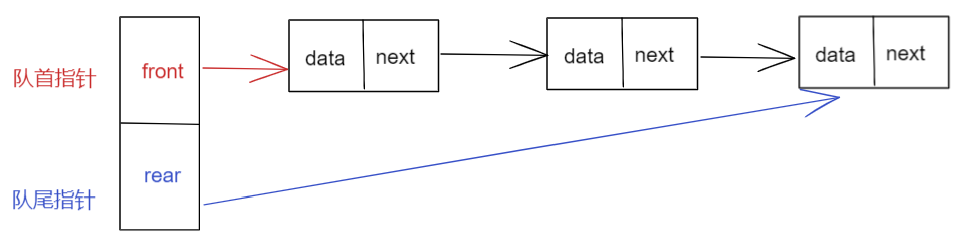 队首指针 front data next data next data next
队尾指针 rear